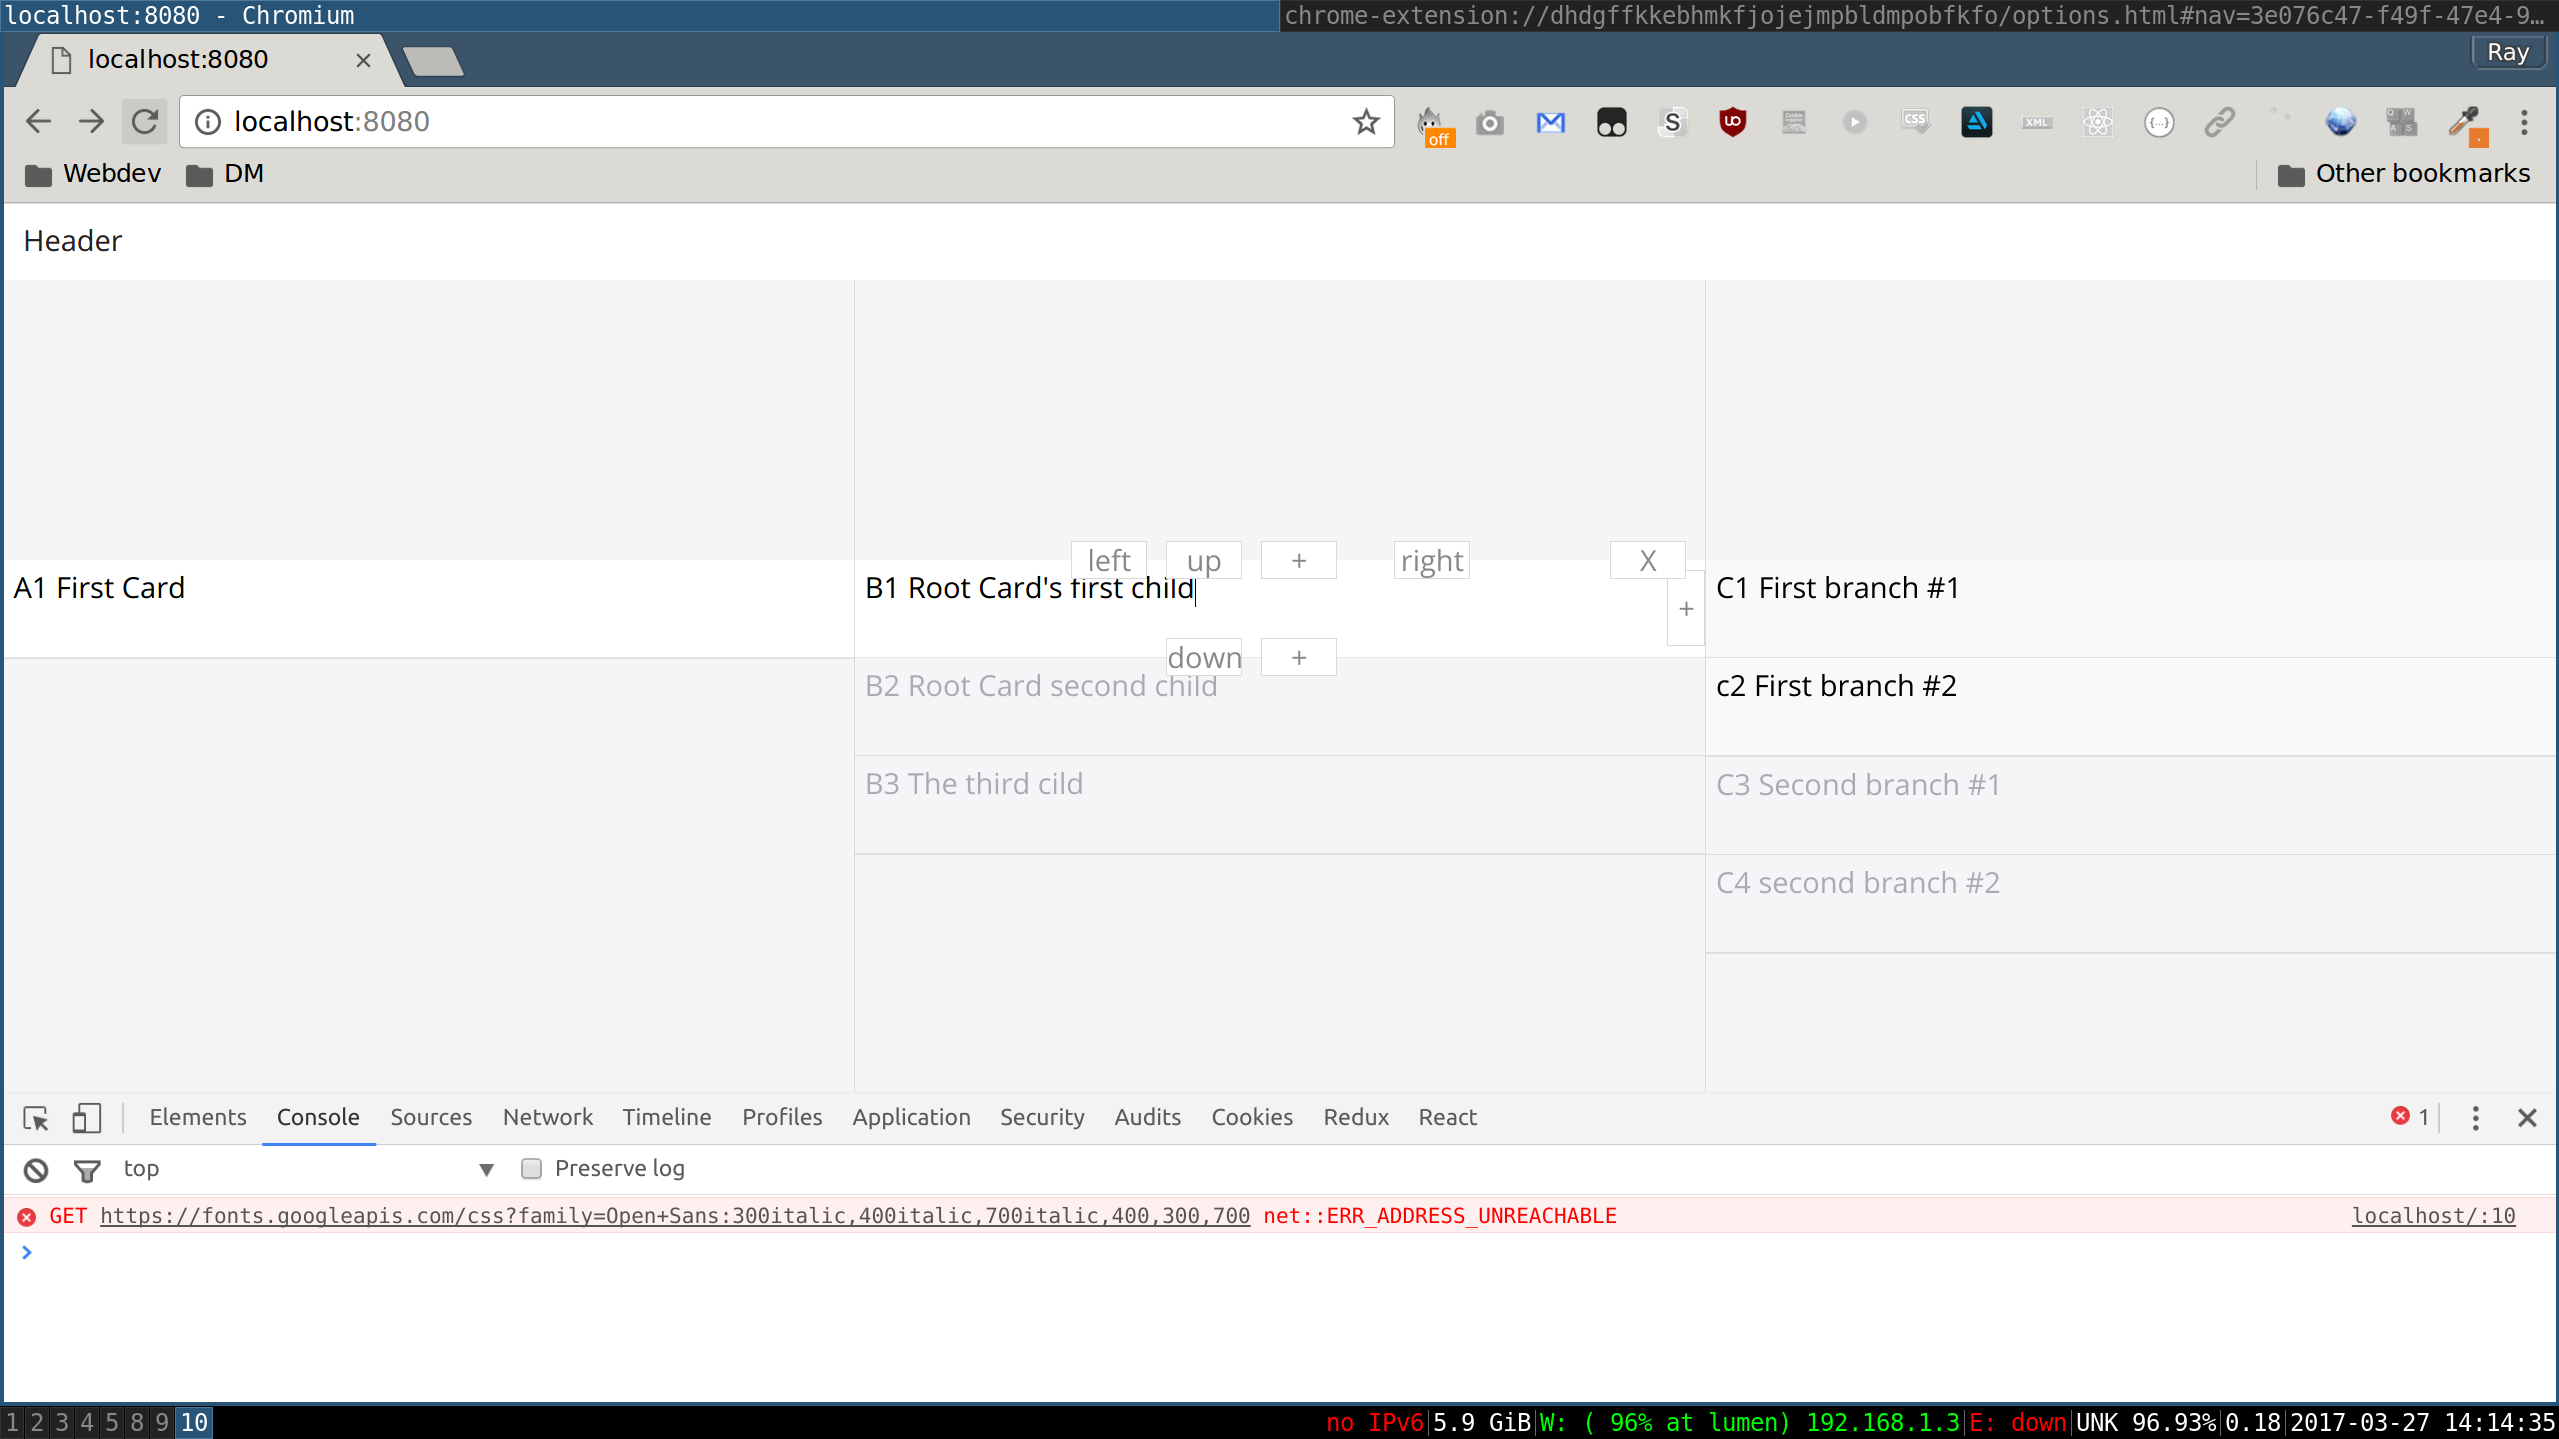 localhost:8080 - Chromium
chrome-extension://dhdgffkkebhmkfjojejmpbldmpobfkfo/options.html#nav=3e076c47-f49f-47e4-9…
localhost:8080
Ray
localhost:8080
off
S
CSS
XML
{...}
Webdev
DM
Other bookmarks
Header
left
up
+
right
X
A1 First Card
B1 Root Card's first child
+
C1 First branch #1
down
+
B2 Root Card second child
c2 First branch #2
B3 The third cild
C3 Second branch #1
C4 second branch #2
Elements Console Sources Network Timeline Profiles Application Security Audits Cookies Redux React
1
top
Preserve log
GET https://fonts.googleapis.com/css?family=Open+Sans:300italic,400italic,700italic,400,300,700 net::ERR_ADDRESS_UNREACHABLE
localhost/:10
1 2 3 4 5 8 9 10
no IPv6|5.9 GiB|W: ( 96% at lumen) 192.168.1.3|E: down|UNK 96.93%|0.18|2017-03-27 14:14:35